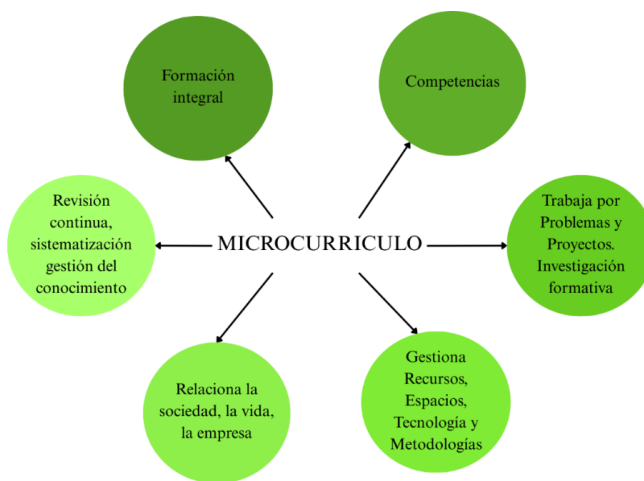 Formación
integral
Competencias
Revisión
continua,
sistematización
gestión del
conocimiento
MICROCURRICULO
Trabaja por
Problemas y
Proyectos.
Investigación
formativa
Relaciona la
sociedad, la vida,
la empresa
Gestiona
Recursos,
Espacios,
Tecnología y
Metodologías